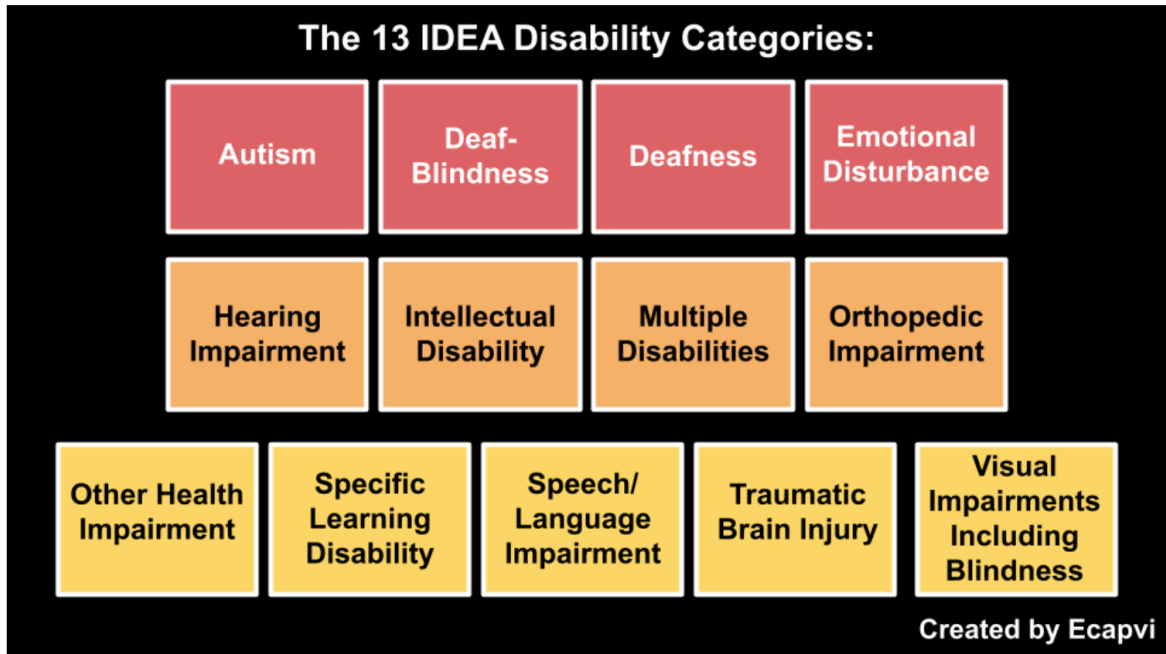 The 13 IDEA Disability Categories:
Autism
Deaf-
Blindness
Deafness
Emotional
Disturbance
Hearing
Impairment
Intellectual
Disability
Multiple
Disabilities
Orthopedic
Impairment
Other Health
Impairment
Specific
Learning
Disability
Speech/
Language
Impairment
Traumatic
Brain Injury
Visual
Impairments
Including
Blindness
Created by Ecapvi